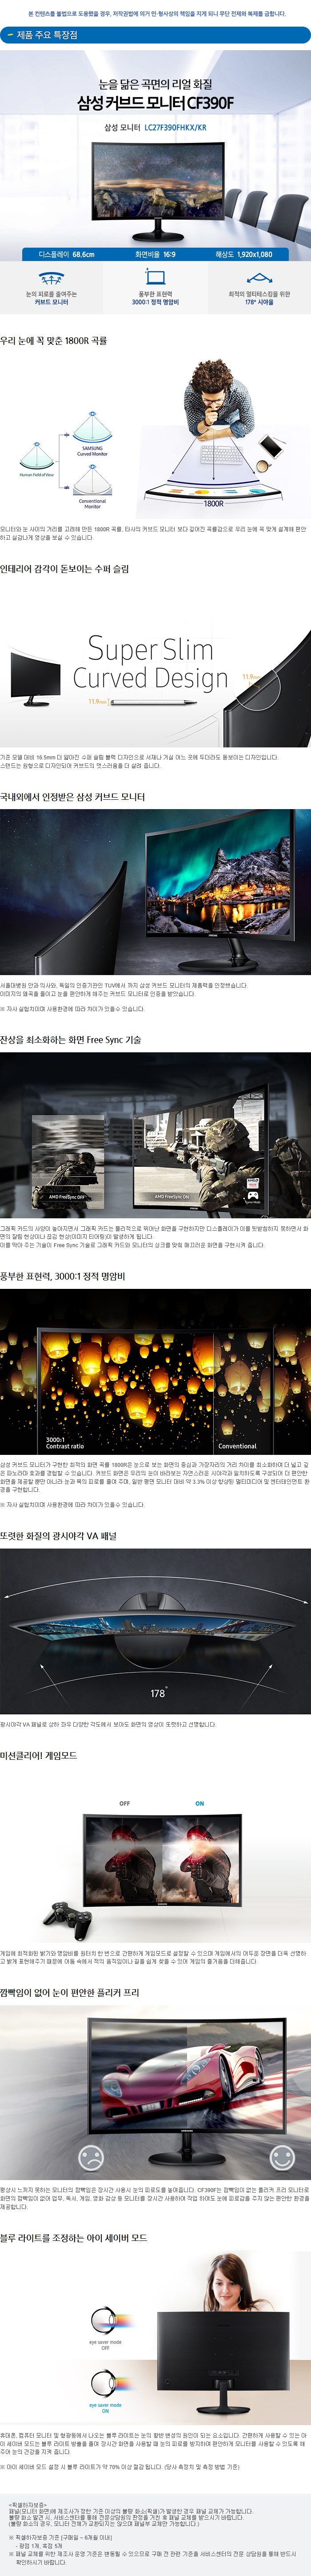 본 컨텐츠를 불법으로 도용했을 경우, 저작권법에 의거 민·형사상의 책임을 지게 되니 무단 전제와 복제를 금합니다.
제품 주요 특장점
눈을 닮은 곡면의 리얼 화질
삼성 커브드 모니터 CF390F
삼성 모니터 LC27F390FHKX/KR
디스플레이 68.6cm 화면비율 16:9 해상도 1,920x1,080
눈의 피로를 줄여주는
커브드 모니터
풍부한 표현력
3000:1 정적 명암비
최적의 멀티태스킹을 위한
178° 시야율
우리 눈에 꼭 맞춘 1800R 곡률
SAMSUNG
Curved Monitor
Human Field of View
Conventional
Monitor
1800R
모니터와 눈 사이의 거리를 고려해 만든 1800R 곡률, 타사의 커브드 모니터 보다 깊어진 곡률감으로 우리 눈에 꼭 맞게 설계해 편안
하고 실감나게 영상을 보실 수 있습니다.
인테리어 감각이 돋보이는 수퍼 슬림
Super Slim
Curved Design
11.9mm
11.9mm
기존 모델 대비 16.5mm 더 얇아진 수퍼 슬림 블랙 디자인으로 서재나 거실 어느 곳에 두더라도 돋보이는 디자인입니다.
스탠드는 원형으로 디자인되어 커브드의 멋스러움을 더 살려 줍니다.
국내외에서 인정받은 삼성 커브드 모니터
서울대병원 안과 의사와, 독일의 인증기관인 TUV에서 까지 삼성 커브드 모니터의 제품력을 인정했습니다.
이미지의 왜곡을 줄이고 눈을 편안하게 해주는 커브드 모니터로 인증을 받았습니다.
※ 자사 실험치이며 사용환경에 따라 차이가 있을수 있습니다.
잔상을 최소화하는 화면 Free Sync 기술
AMD FreeSync OFF
AMD FreeSync ON
그래픽 카드의 사양이 높아지면서 그래픽 카드는 물리적으로 뛰어난 화면을 구현하지만 디스플레이가 이를 뒷받침하지 못하면서 화
면의 잘림 현상이나 끊김 현상(이미지 티어링)이 발생하게 됩니다.
이를 막아 주는 기술이 Free Sync 기술로 그래픽 카드와 모니터의 싱크를 맞춰 매끄러운 화면을 구현시켜 줍니다.
풍부한 표현력, 3000:1 정적 명암비
3000:1
Contrast ratio
Conventional
삼성 커브드 모니터가 구현한 최적의 화면 곡률 1800R은 눈으로 보는 화면의 중심과 가장자리의 거리 차이를 최소화하여 더 넓고 깊
은 파노라마 효과를 경험할 수 있습니다. 커브드 화면은 우리의 눈이 바라보는 자연스러운 시야각과 일치하도록 구성되어 더 편안한
화면을 제공할 뿐만 아니라 눈과 목의 피로를 줄여 주며, 일반 평면 모니터 대비 약 3.3% 이상 향상된 멀티미디어 및 엔터테인먼트 환
경을 구현합니다.
※ 자사 실험치이며 사용환경에 따라 차이가 있을수 있습니다.
또렷한 화질의 광시야각 VA 패널
178°
광시야각 VA 패널로 상하 좌우 다양한 각도에서 보아도 화면의 영상이 또렷하고 선명합니다.
미션클리어! 게임모드
OFF ON
게임에 최적화된 밝기와 명암비를 원터치 한 번으로 간편하게 게임모드로 설정할 수 있으며 게임에서의 어두운 장면을 더욱 선명하
고 밝게 표현해주기 때문에 어둠 속에서 적의 움직임이나 길을 쉽게 찾을 수 있어 게임의 즐거움을 더해줍니다.
깜빡임이 없어 눈이 편안한 플리커 프리
평상시 느끼지 못하는 모니터의 깜빡임은 장시간 사용시 눈의 피로도를 높여줍니다. CF390F는 깜빡이이 없는 플리커 프리 모니터로
화면의 깜빡임이 없어 업무, 독서, 게임, 영화 감상 등 모니터를 장시간 사용하여 작업 하여도 눈에 피로감을 주지 않는 편안한 환경을
제공합니다.
블루 라이트를 조정하는 아이 세이버 모드
eye saver mode
OFF
eye saver mode
ON
휴대폰, 컴퓨터 모니터 및 형광등에서 나오는 블루 라이트는 눈의 황반 변성의 원인이 되는 요소입니다. 간편하게 사용할 수 있는 아
이 세이버 모드는 블루 라이트 방출을 줄여 장시간 화면을 사용할 때 눈의 피로를 방지하여 편안하게 모니터를 사용할 수 있도록 해
주어 눈의 건강을 지켜 줍니다.
※ 아이 세이버 모드 설정 시 블루 라이트가 약 70% 이상 절감 됩니다. (당사 측정치 및 측정 방법 기준)
<픽셀하자보증>
패널(모니터 화면)에 제조사가 정한 기준 이상의 불량 화소(픽셀)가 발생한 경우 패널 교체가 가능합니다.
불량 화소 발견 시, 서비스센터를 통해 전문상담원의 판정을 거친 후 패널 교체를 받으시기 바랍니다.
(불량 화소의 경우, 모니터 전체가 교환되지는 않으며 패널부 교체만 가능합니다.)
※ 픽셀하자보증 기준 [구매일 ~ 6개월 이내]
- 왕점 1개, 흑점 5개
※ 패널 교체를 위한 제조사 운영 기준은 변동될 수 있으므로 구매 전 관련 기준을 서비스센터의 전문 상담원을 통해 반드시
확인하시기 바랍니다.